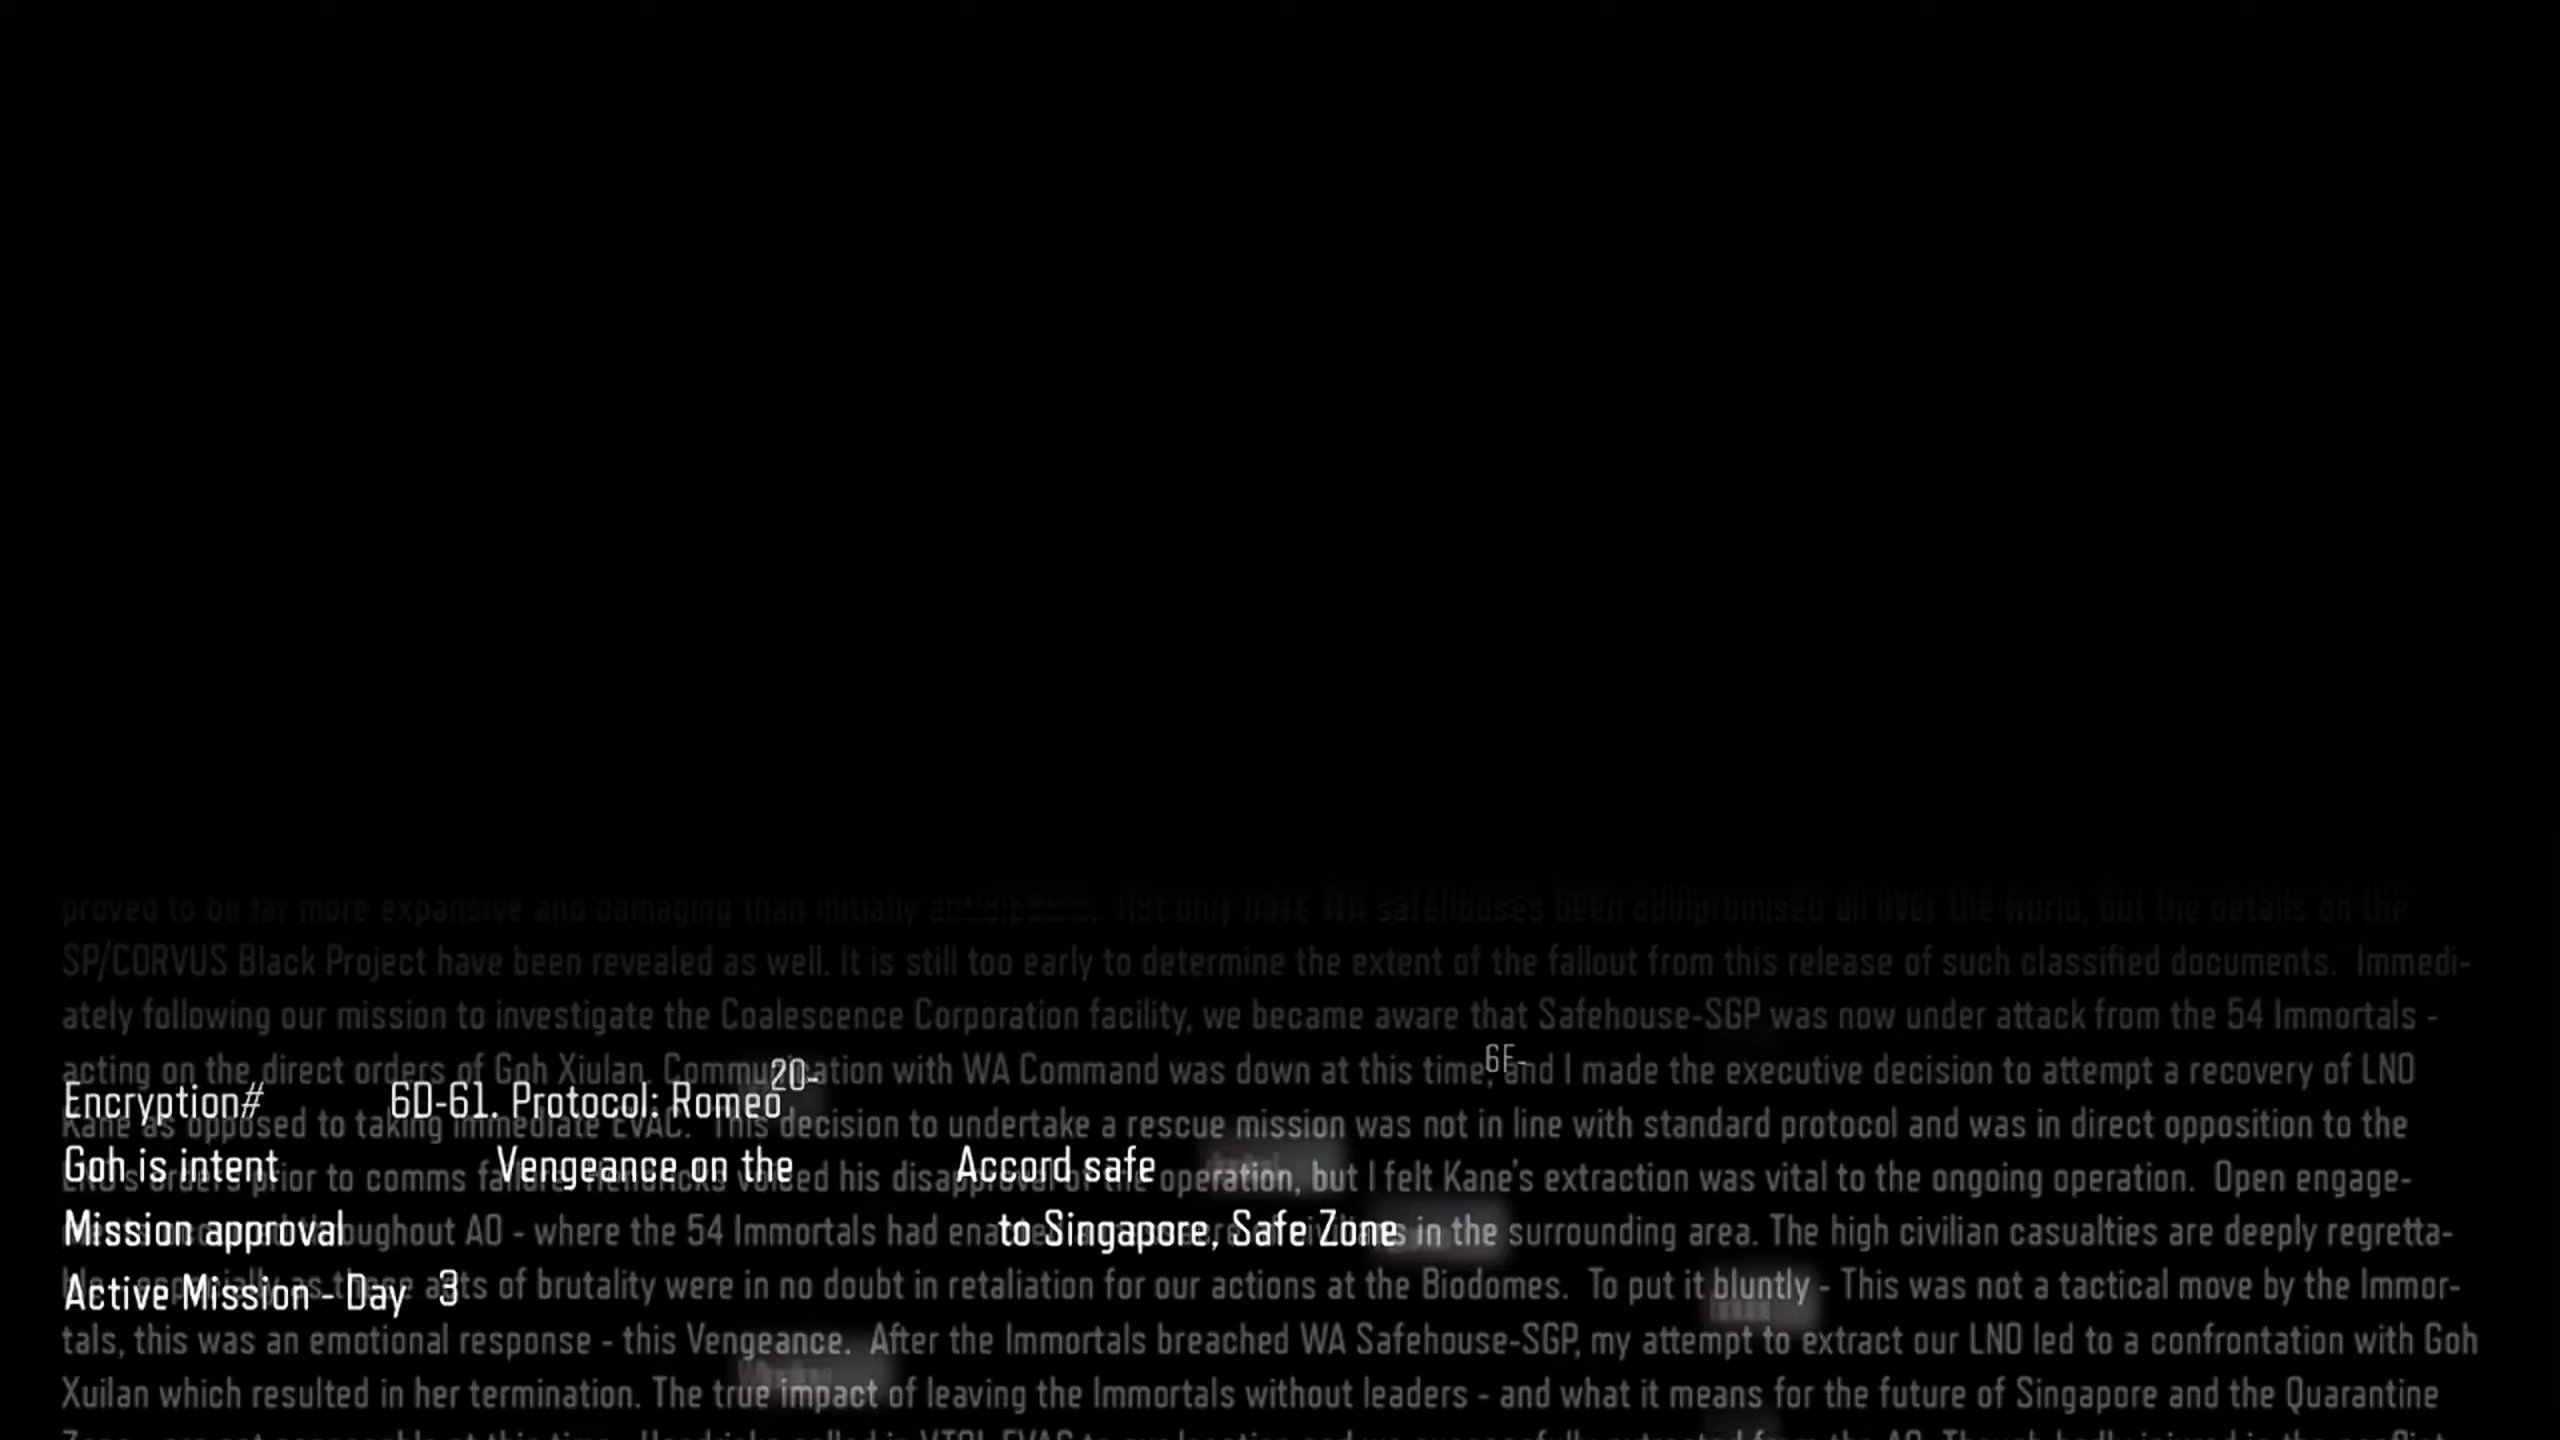 proved to be far more expansive and damaging than initially anticipated. Not only have WA safehouses been compromised all over the world, but the details on the
SP/CORVUS Black Project have been revealed as well. It is still too early to determine the extent of the fallout from this release of such classified documents. Immedi-
ately following our mission to investigate the Coalescence Corporation facility, we became aware that Safehouse-SGP was now under attack from the 54 Immortals -
acting on the direct orders of Goh Xiulan. Communication with WA Command was down at this time, and I made the executive decision to attempt a recovery of LNO
20-
6F-
Encryption# 6D-61. Protocol: Romeo
Kane as opposed to taking immediate EVAC. This decision to undertake a rescue mission was not in line with standard protocol and was in direct opposition to the
Goh is intent Vengeance on the Accord safe
LNO's orders prior to comms failure. Hendricks voiced his disapproval of the operation, but I felt Kane's extraction was vital to the ongoing operation. Open engage-
Mission approval to Singapore, Safe Zone
throughout AO - where the 54 Immortals had in the surrounding area. The high civilian casualties are deeply regretta-
Active Mission - Day 3
especially as these acts of brutality were in no doubt in retaliation for our actions at the Biodomes. To put it bluntly - This was not a tactical move by the Immor-
tals, this was an emotional response - this Vengeance. After the Immortals breached WA Safehouse-SGP, my attempt to extract our LNO led to a confrontation with Goh
Xuilan which resulted in her termination. The true impact of leaving the Immortals without leaders - and what it means for the future of Singapore and the Quarantine